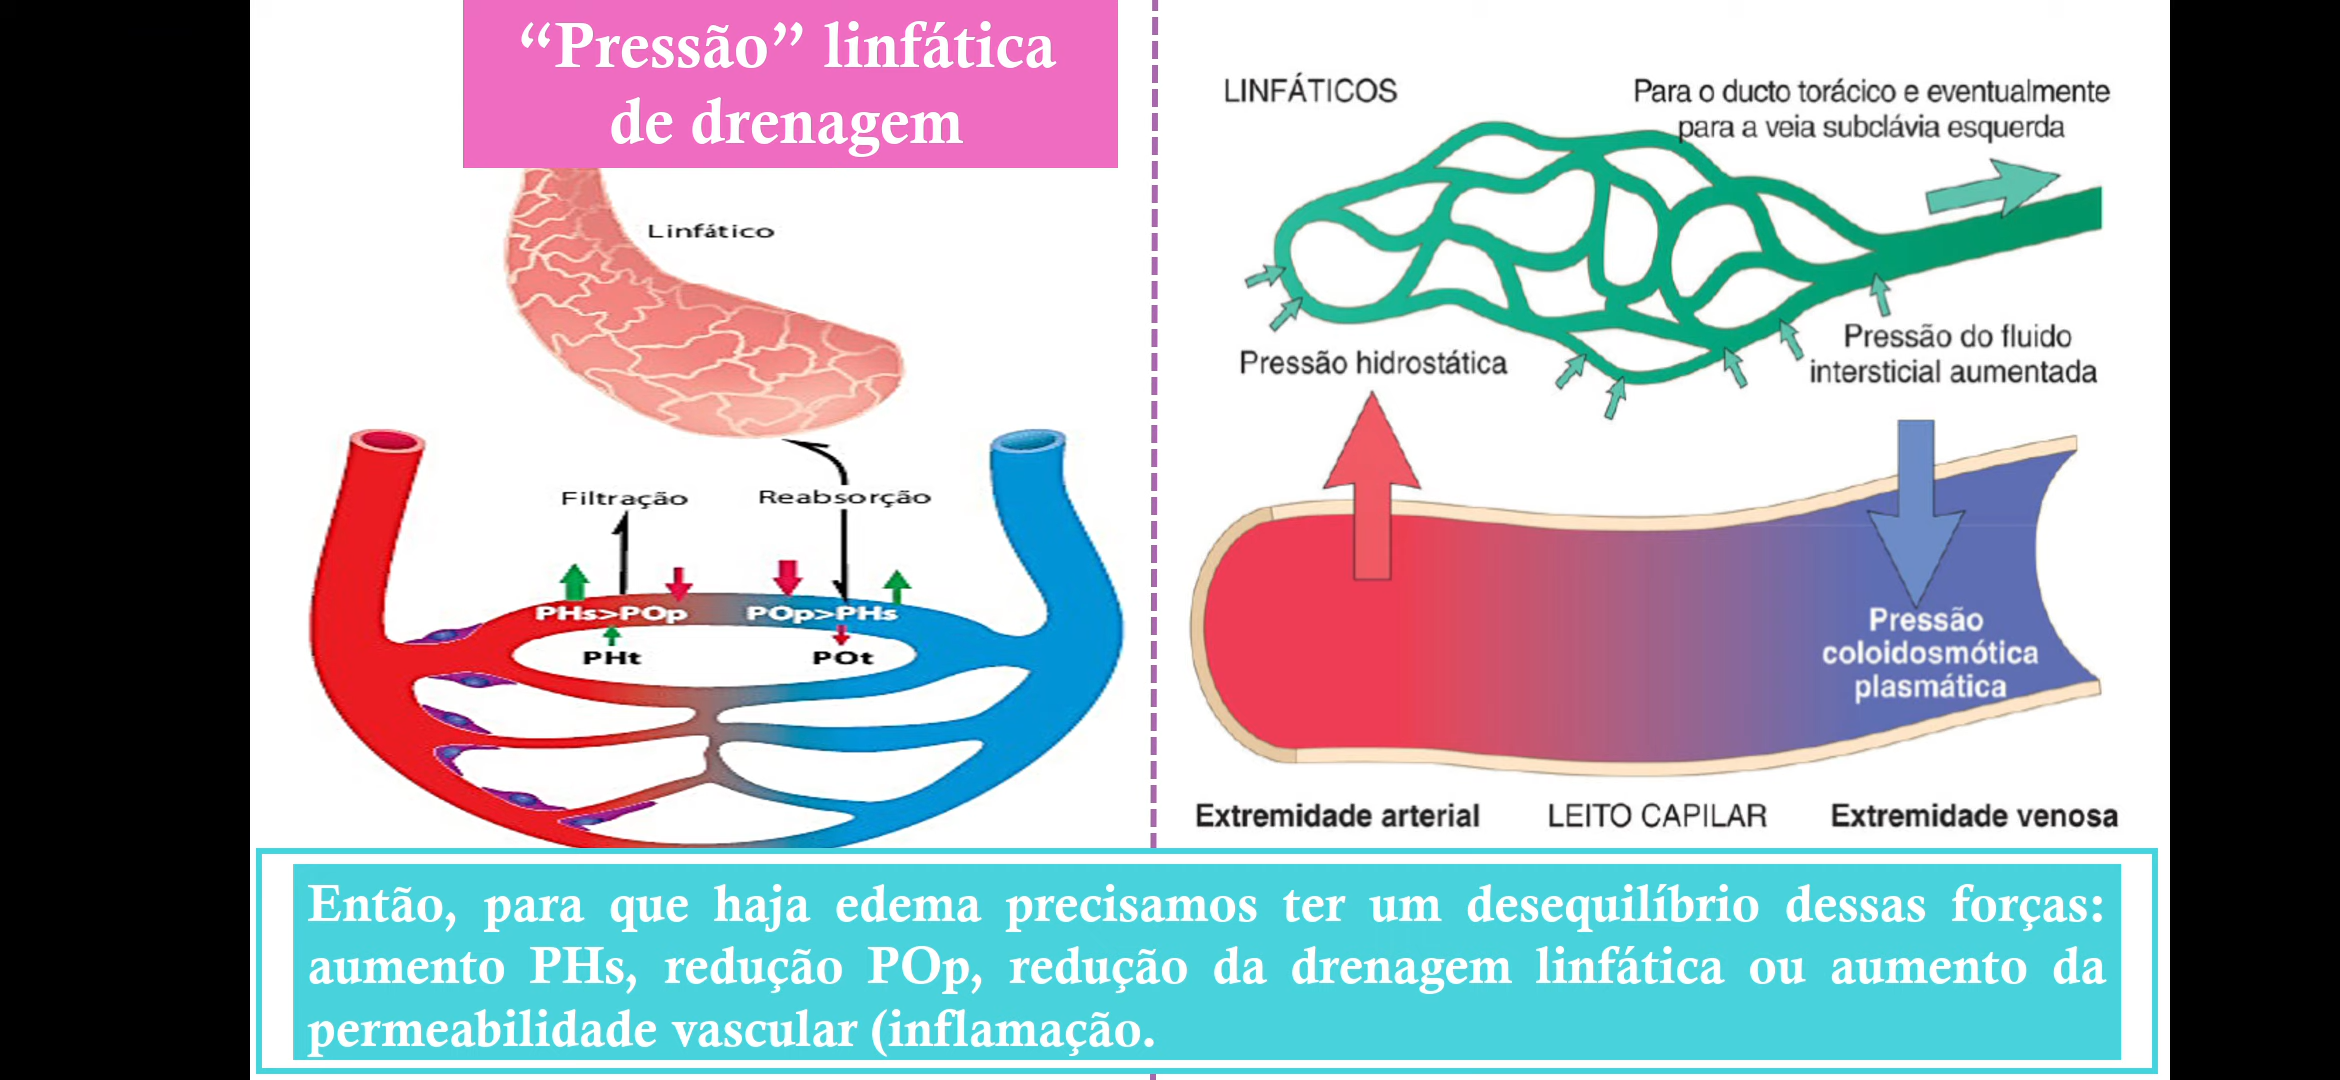 “Pressão” linfática
de drenagem
Linfático
Filtração
Reabsorção
PHs>POp
POp>PHs
PHt
POt
LINFÁTICOS
Para o ducto torácico e eventualmente
para a veia subclávia esquerda
Pressão hidrostática
Pressão do fluido
intersticial aumentada
Pressão
coloidosmótica
plasmática
Extremidade arterial
LEITO CAPILAR
Extremidade venosa
Então, para que haja edema precisamos ter um desequilíbrio dessas forças:
aumento PHs, redução POp, redução da drenagem linfática ou aumento da
permeabilidade vascular (inflamação.